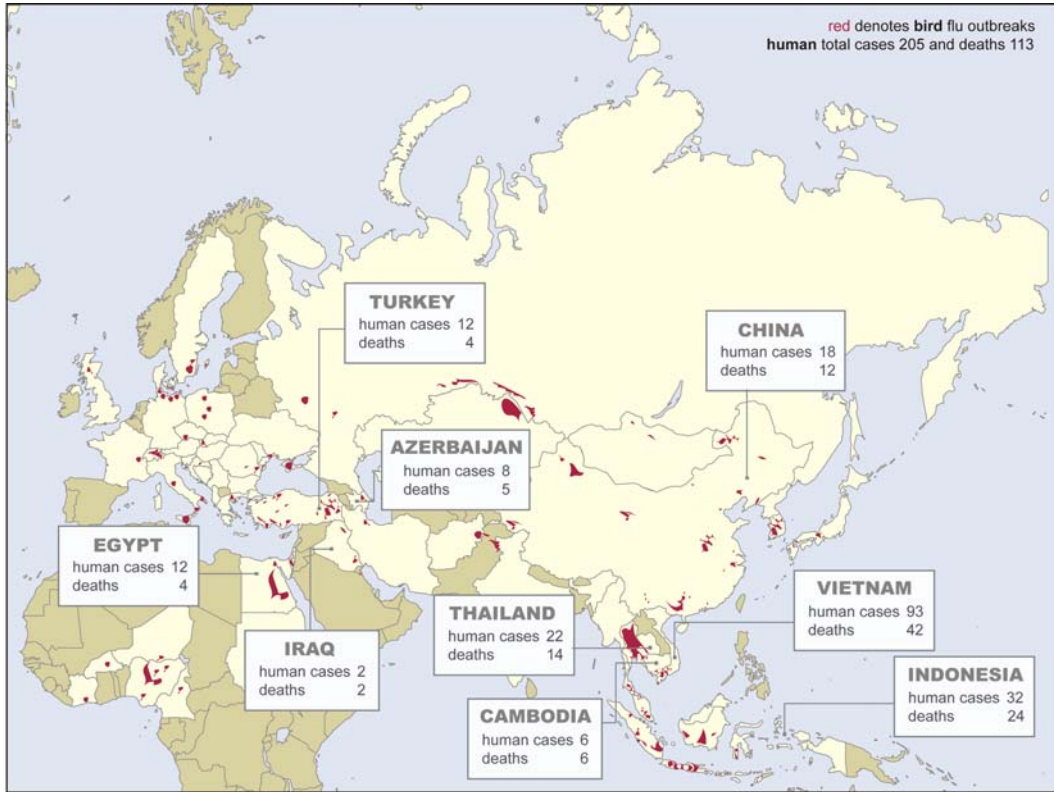 red denotes bird flu outbreaks
human total cases 205 and deaths 113
TURKEY
human cases 12
deaths 4
CHINA
human cases 18
deaths 12
AZERBAIJAN
human cases 8
deaths 5
EGYPT
human cases 12
deaths 4
IRAQ
human cases 2
deaths 2
THAILAND
human cases 22
deaths 14
VIETNAM
human cases 93
deaths 42
INDONESIA
human cases 32
deaths 24
CAMBODIA
human cases 6
deaths 6